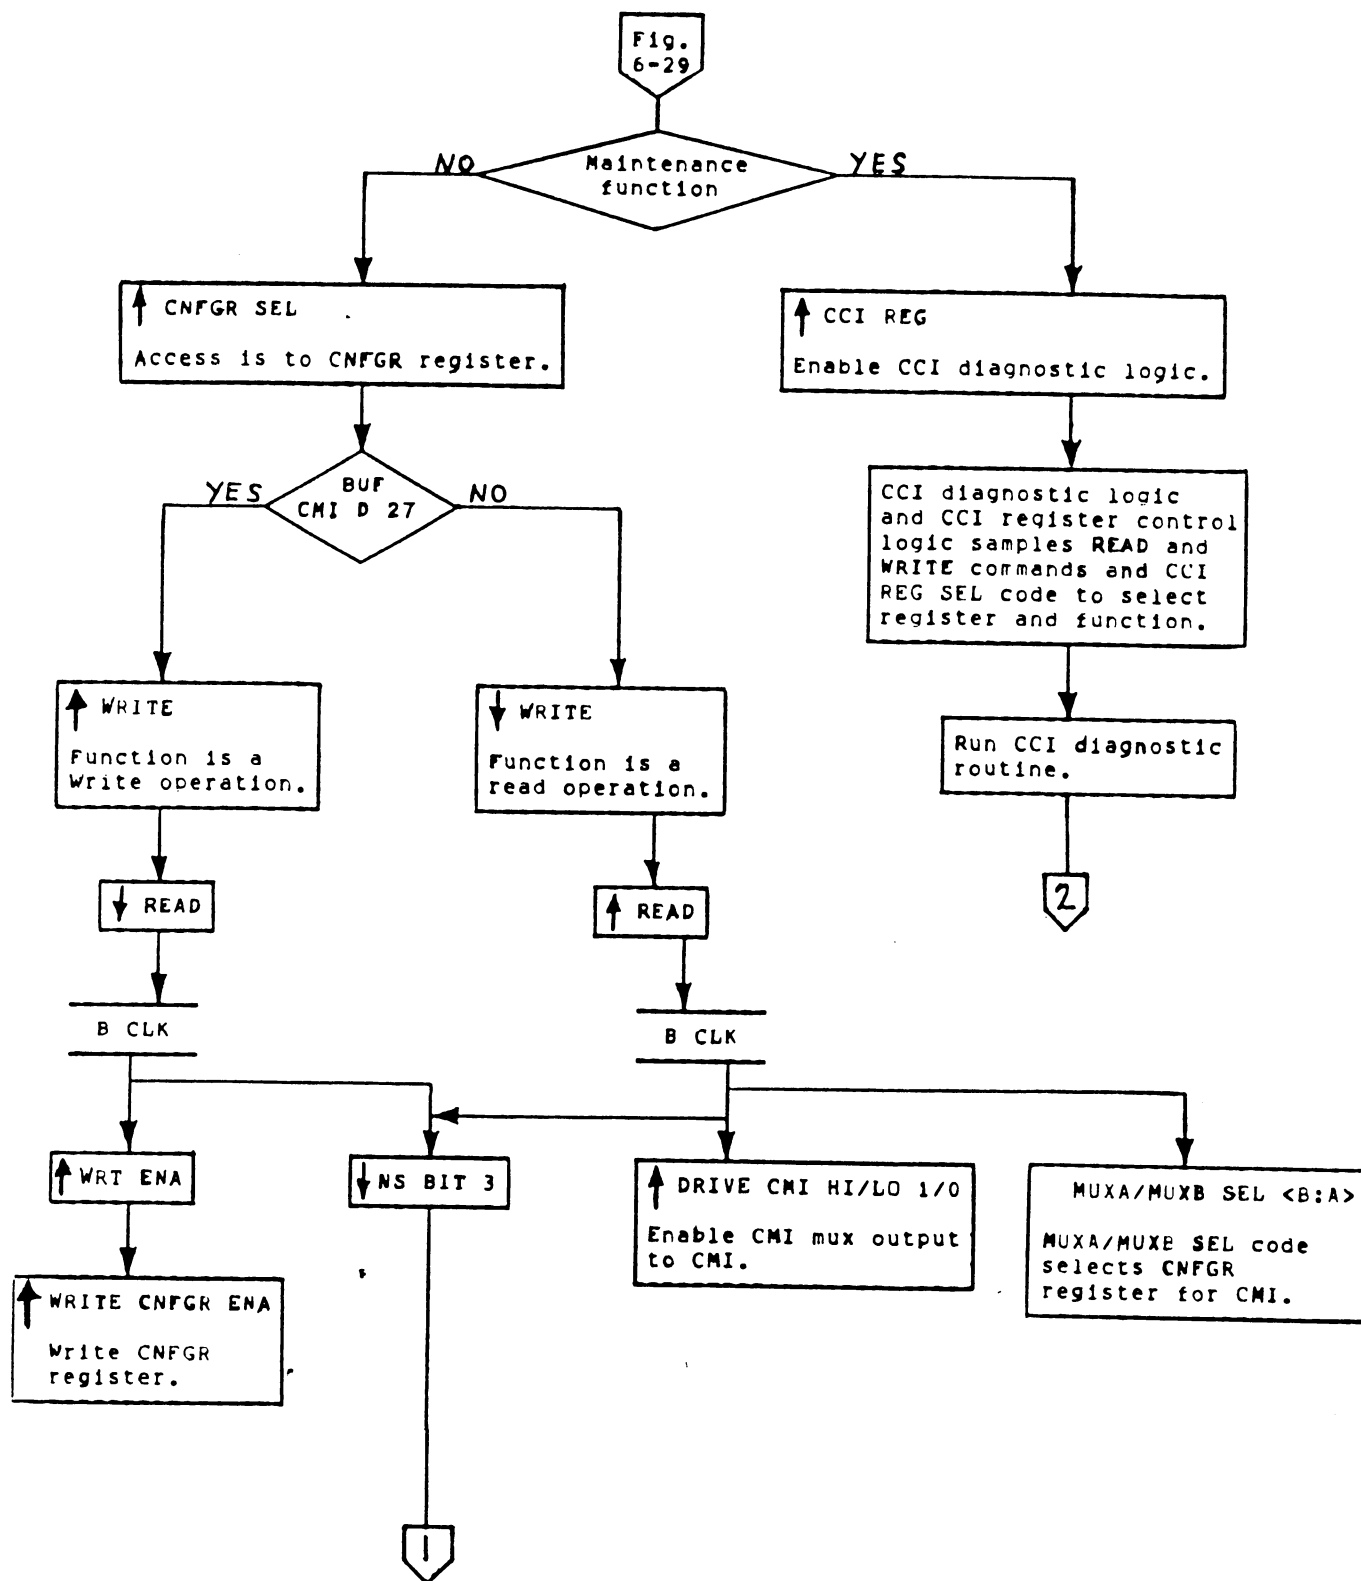 Fig.
6-29
Maintenance
function
NO
YES
↑ CNFGR SEL
Access is to CNFGR register.
↑ CCI REG
Enable CCI diagnostic logic.
BUF
CMI D 27
YES
NO
CCI diagnostic logic
and CCI register control
logic samples READ and
WRITE commands and CCI
REG SEL code to select
register and function.
↑ WRITE
Function is a
Write operation.
↓ WRITE
Function is a
read operation.
Run CCI diagnostic
routine.
↓ READ
↑ READ
2
B CLK
B CLK
↑ WRT ENA
↓ NS BIT 3
↑ DRIVE CMI HI/LO 1/0
Enable CMI mux output
to CMI.
MUXA/MUXB SEL <B:A>
MUXA/MUXB SEL code
selects CNFGR
register for CMI.
↑ WRITE CNFGR ENA
Write CNFGR
register.
1